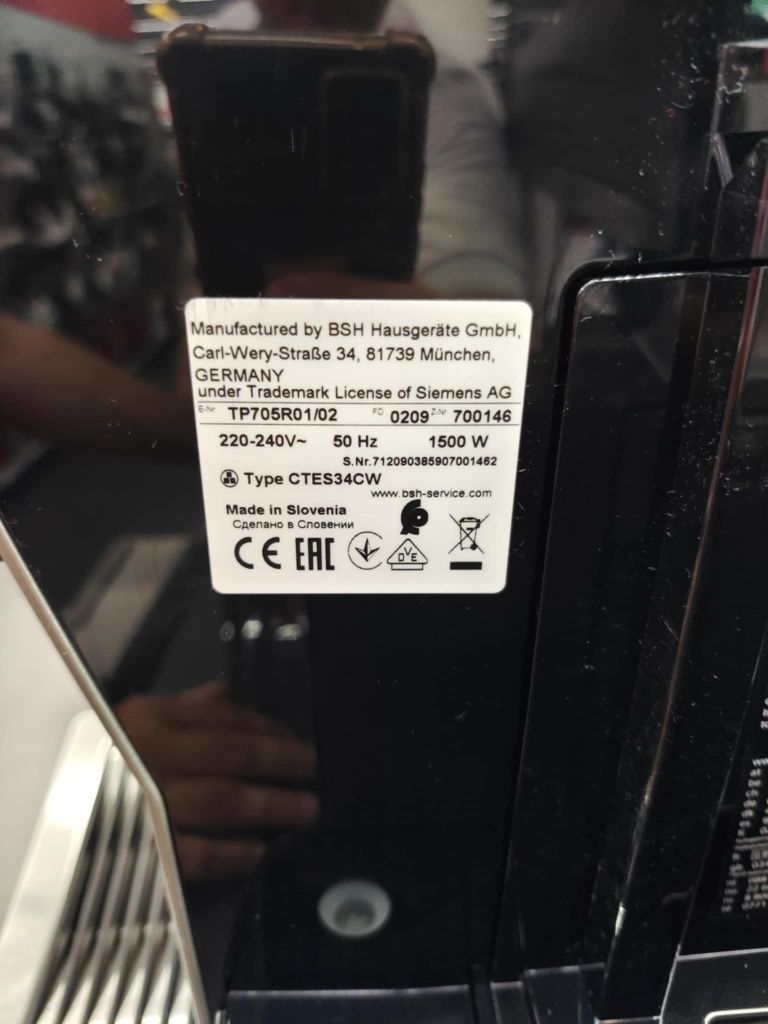 Manufactured by BSH Hausgeräte GmbH,
Carl-Wery-Straße 34, 81739 München,
GERMANY
under Trademark License of Siemens AG
E-Nr TP705R01/02 FD 0209 Z-Nr 700146
220-240V~ 50 Hz 1500 W
S.Nr.712090385907001462
Type CTES34CW
www.bsh-service.com
Made in Slovenia
Сделано в Словении
CE EAC DVE